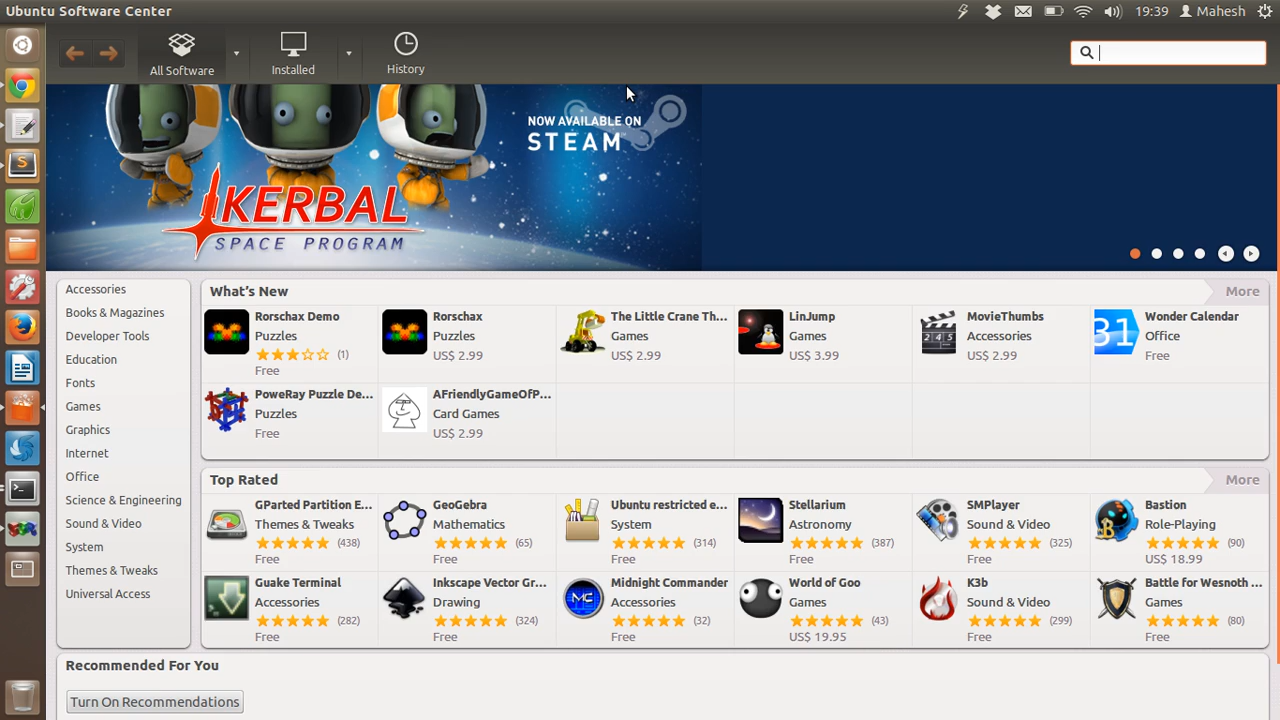 Ubuntu Software Center
19:39 Mahesh
All Software
Installed
History
NOW AVAILABLE ON
STEAM
KERBAL
SPACE PROGRAM
Accessories
Books & Magazines
Developer Tools
Education
Fonts
Games
Graphics
Internet
Office
Science & Engineering
Sound & Video
System
Themes & Tweaks
Universal Access
What's New
More
Rorschax Demo
Puzzles
(1)
Free
Rorschax
Puzzles
US$ 2.99
The Little Crane Th...
Games
US$ 2.99
LinJump
Games
US$ 3.99
MovieThumbs
Accessories
US$ 2.99
31
Wonder Calendar
Office
Free
PoweRay Puzzle De...
Puzzles
Free
AFriendlyGameOfP...
Card Games
US$ 2.99
Top Rated
More
GParted Partition E...
Themes & Tweaks
(438)
Free
GeoGebra
Mathematics
(65)
Free
Ubuntu restricted e...
System
(314)
Free
Stellarium
Astronomy
(387)
Free
SMPlayer
Sound & Video
(325)
Free
Bastion
Role-Playing
(90)
US$ 18.99
Guake Terminal
Accessories
(282)
Free
Inkscape Vector Gr...
Drawing
(324)
Free
MC
Midnight Commander
Accessories
(32)
Free
World of Goo
Games
(43)
US$ 19.95
K3b
Sound & Video
(299)
Free
Battle for Wesnoth ...
Games
(80)
Free
Recommended For You
Turn On Recommendations